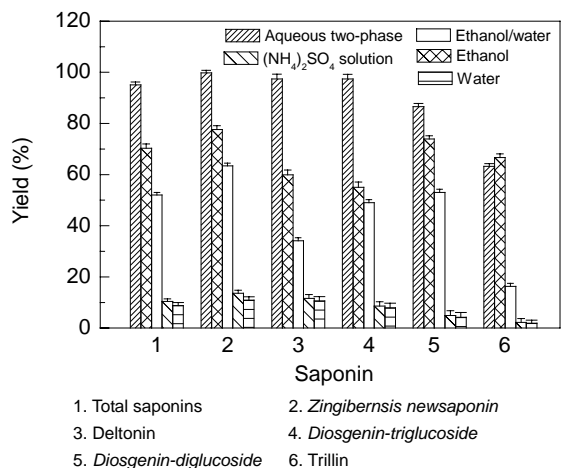 Yield (%)
120
100
80
60
40
20
0
Aqueous two-phase
Ethanol/water
(NH4)2SO4 solution
Ethanol
Water
1 2 3 4 5 6
Saponin
1. Total saponins 2. Zingibernsis newsaponin
3. Deltonin 4. Diosgenin-triglucoside
5. Diosgenin-diglucoside 6. Trillin